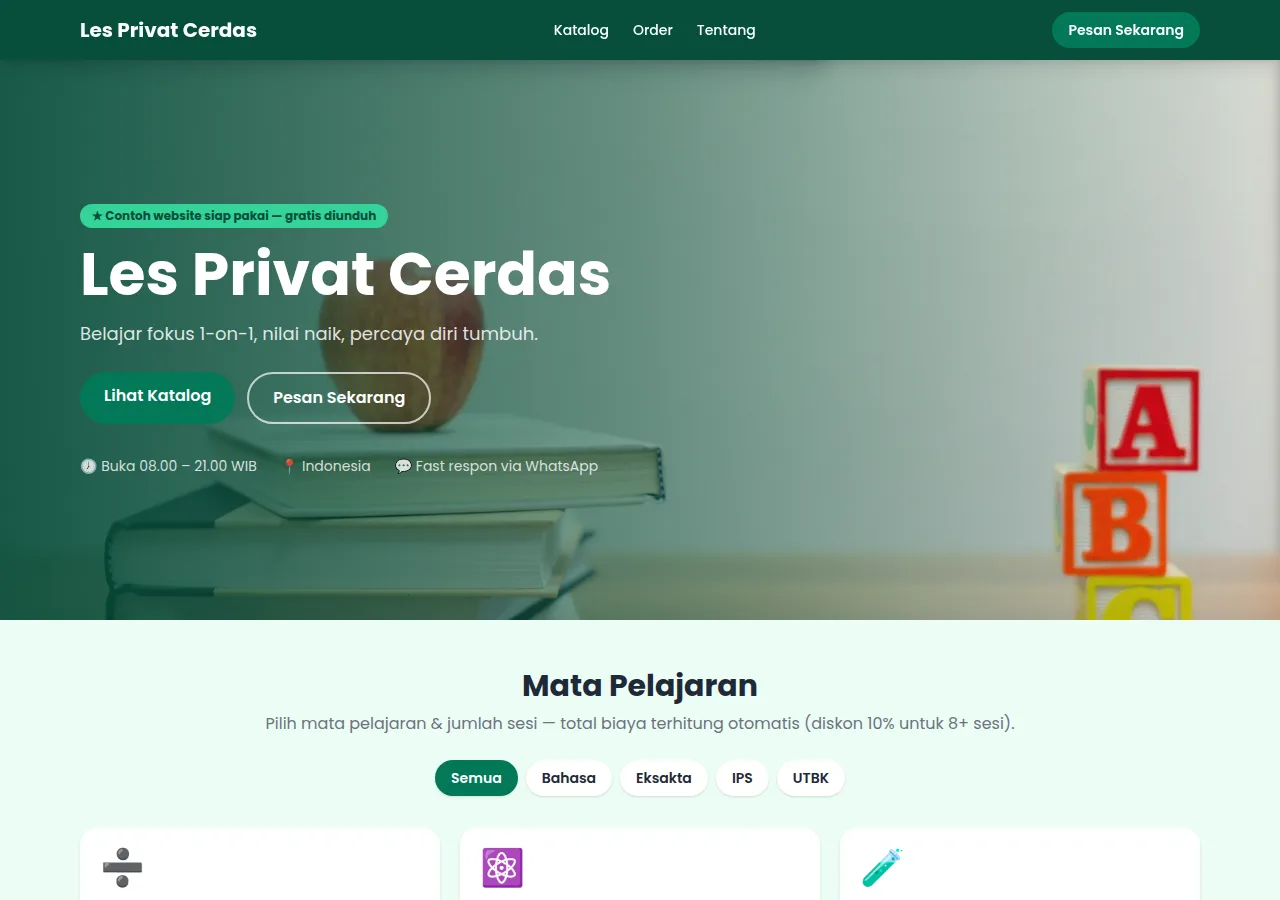 Les Privat Cerdas
Katalog
Order
Tentang
Pesan Sekarang
★ Contoh website siap pakai — gratis diunduh
Les Privat Cerdas
Belajar fokus 1-on-1, nilai naik, percaya diri tumbuh.
Lihat Katalog
Pesan Sekarang
🕗 Buka 08.00 – 21.00 WIB
📍 Indonesia
💬 Fast respon via WhatsApp
A
B
C
Mata Pelajaran
Pilih mata pelajaran & jumlah sesi — total biaya terhitung otomatis (diskon 10% untuk 8+ sesi).
Semua
Bahasa
Eksakta
IPS
UTBK